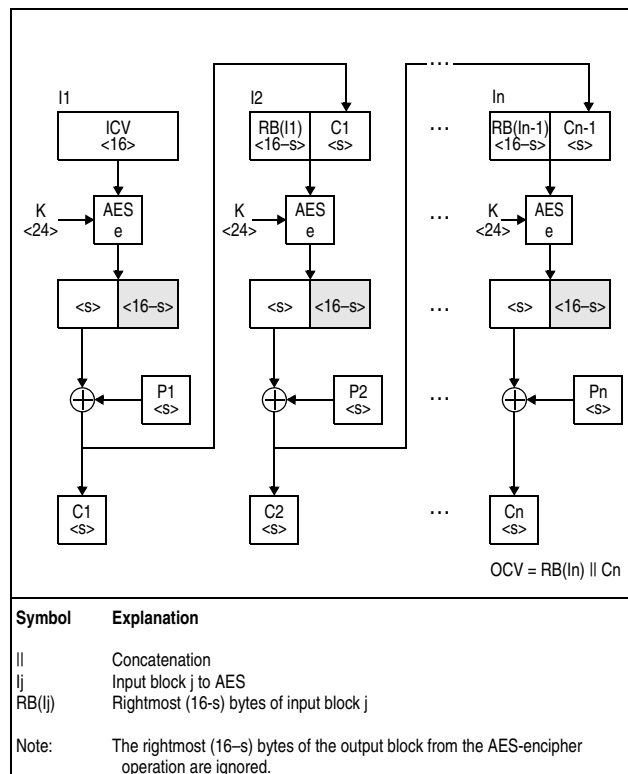 ...
I1 I2 In
ICV
<16>
RB(I1)
<16–s>
C1
<s>
...
RB(In-1)
<16–s>
Cn-1
<s>
K
<24>
AES
e
K
<24>
AES
e
...
K
<24>
AES
e
<s> <16–s> <s> <16–s> ... <s> <16–s>
P1
<s>
P2
<s>
...
Pn
<s>
C1
<s>
C2
<s>
...
Cn
<s>
OCV = RB(In) || Cn
Symbol Explanation
|| Concatenation
Ij Input block j to AES
RB(Ij) Rightmost (16-s) bytes of input block j
Note: The rightmost (16–s) bytes of the output block from the AES-encipher
operation are ignored.